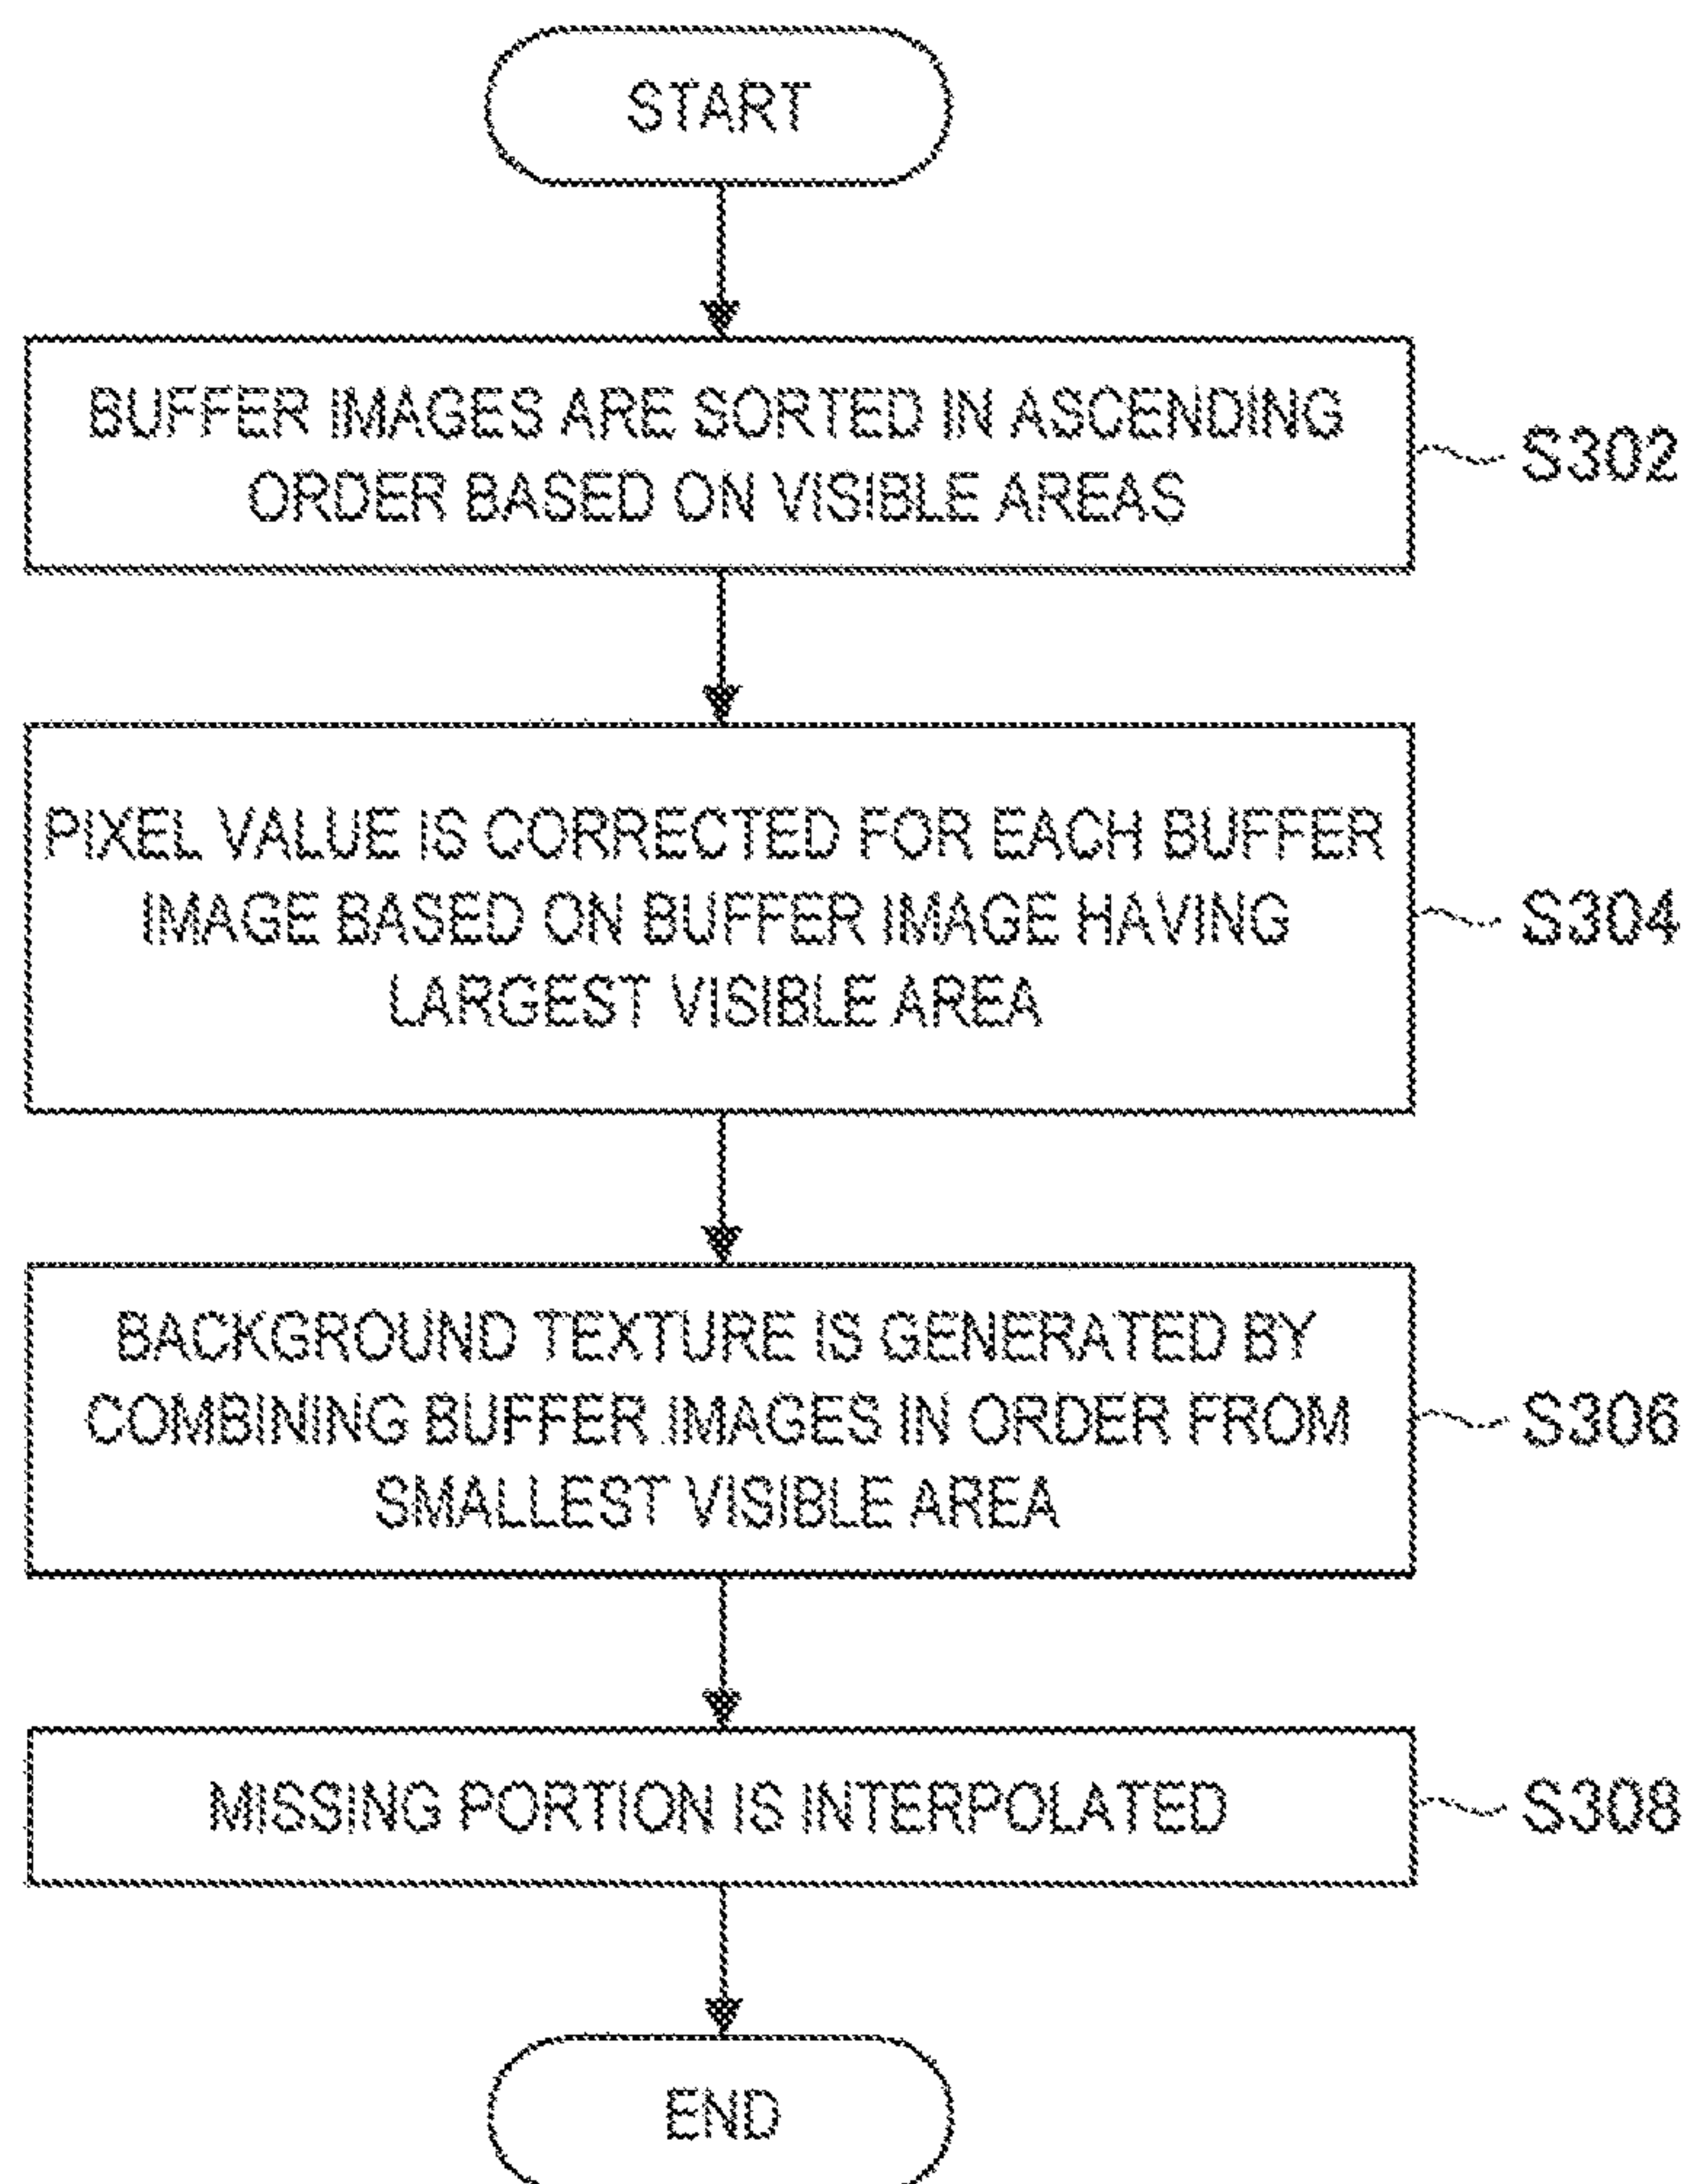 START
BUFFER IMAGES ARE SORTED IN ASCENDING
ORDER BASED ON VISIBLE AREAS
S302
PIXEL VALUE IS CORRECTED FOR EACH BUFFER
IMAGE BASED ON BUFFER IMAGE HAVING
LARGEST VISIBLE AREA
S304
BACKGROUND TEXTURE IS GENERATED BY
COMBINING BUFFER IMAGES IN ORDER FROM
SMALLEST VISIBLE AREA
S306
MISSING PORTION IS INTERPOLATED
S308
END